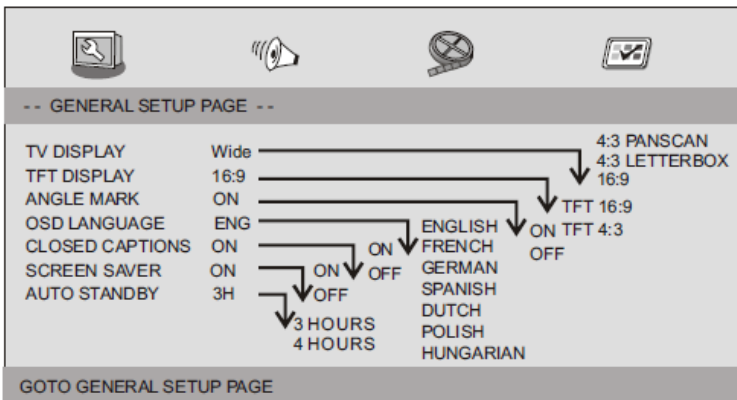 -- GENERAL SETUP PAGE --
TV DISPLAY Wide
TFT DISPLAY 16:9
ANGLE MARK ON
OSD LANGUAGE ENG
CLOSED CAPTIONS ON
SCREEN SAVER ON
AUTO STANDBY 3H
4:3 PANSCAN
4:3 LETTERBOX
16:9
TFT 16:9
TFT 4:3
ON
OFF
ENGLISH
FRENCH
GERMAN
SPANISH
DUTCH
POLISH
HUNGARIAN
ON
OFF
ON
OFF
3 HOURS
4 HOURS
GOTO GENERAL SETUP PAGE